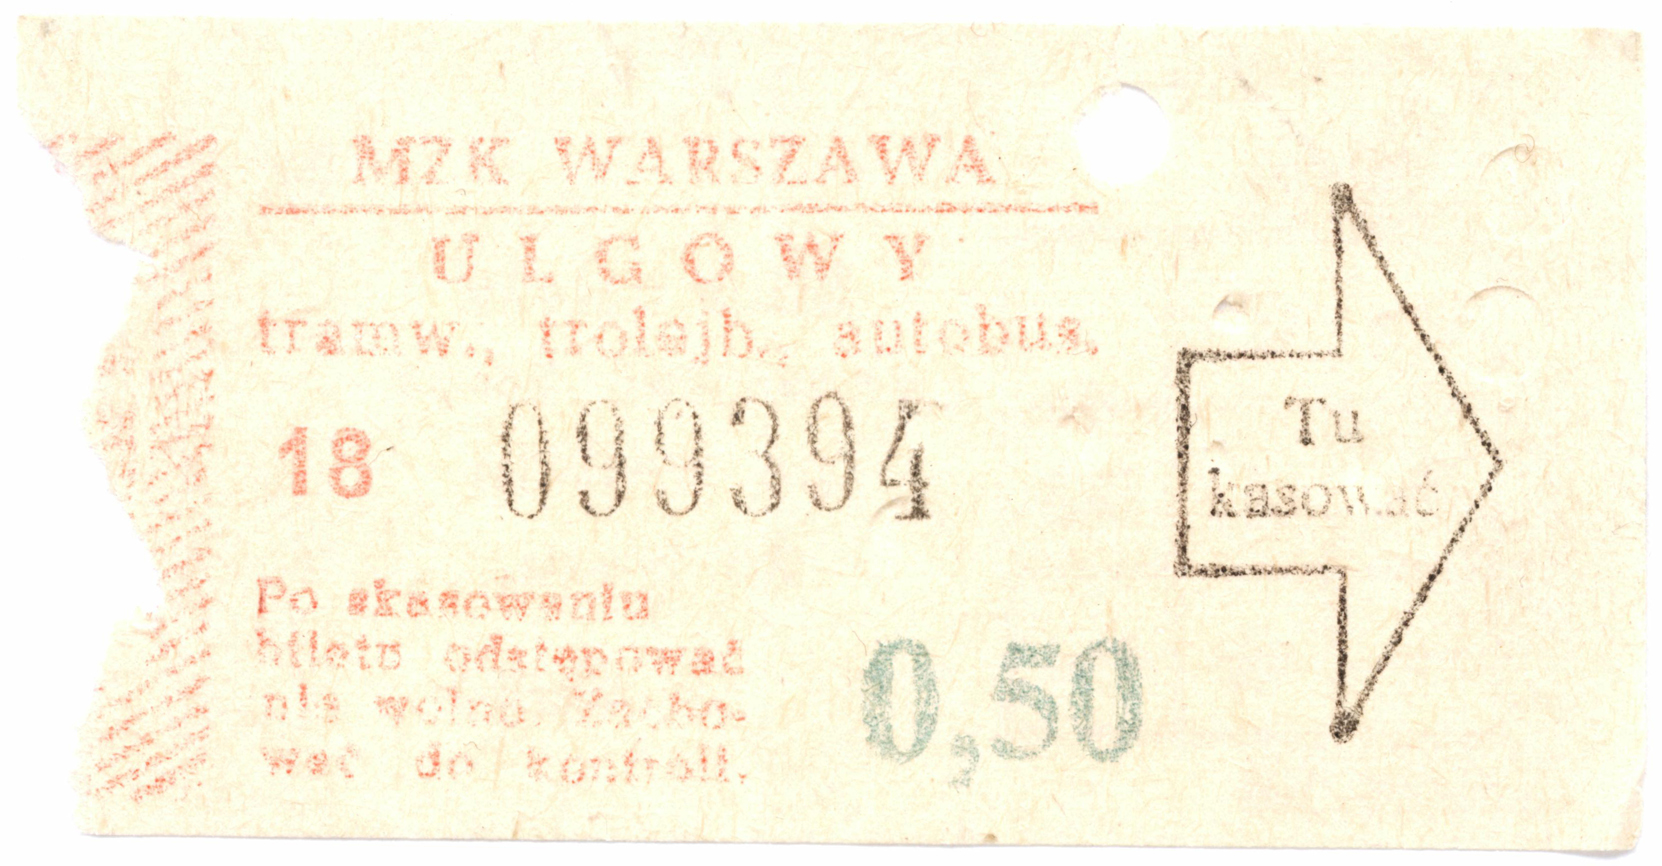 MZK WARSZAWA
ULGOWY
tramw., trolejb., autobus.
18 099394
Po skasowaniu
biletu odstępować
nie wolno. Zacho-
wać do kontroli.
0,50
Tu
kasować